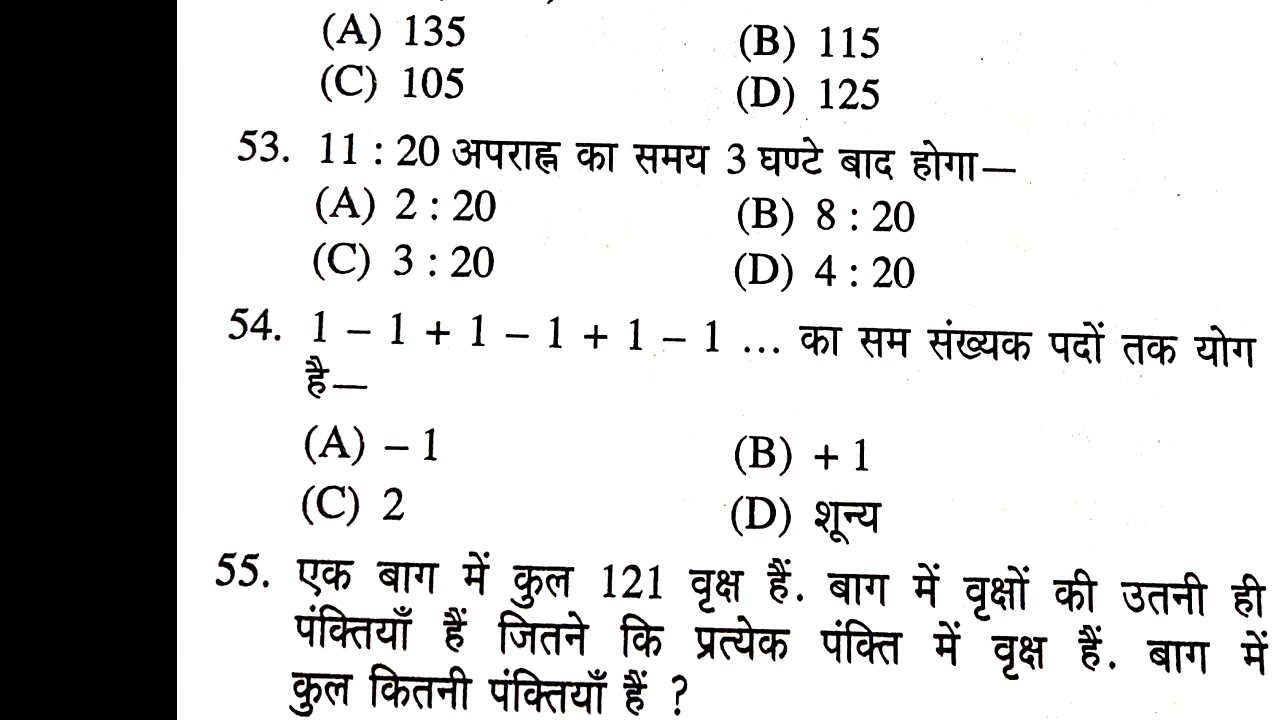 (A) 135 (B) 115
(C) 105 (D) 125
53. 11 : 20 अपराह्न का समय 3 घण्टे बाद होगा—
(A) 2 : 20 (B) 8 : 20
(C) 3 : 20 (D) 4 : 20
54. 1 – 1 + 1 – 1 + 1 – 1 ... का सम संख्यक पदों तक योग
है—
(A) – 1 (B) + 1
(C) 2 (D) शून्य
55. एक बाग में कुल 121 वृक्ष हैं. बाग में वृक्षों की उतनी ही
पंक्तियाँ हैं जितने कि प्रत्येक पंक्ति में वृक्ष हैं. बाग में
कुल कितनी पंक्तियाँ हैं ?